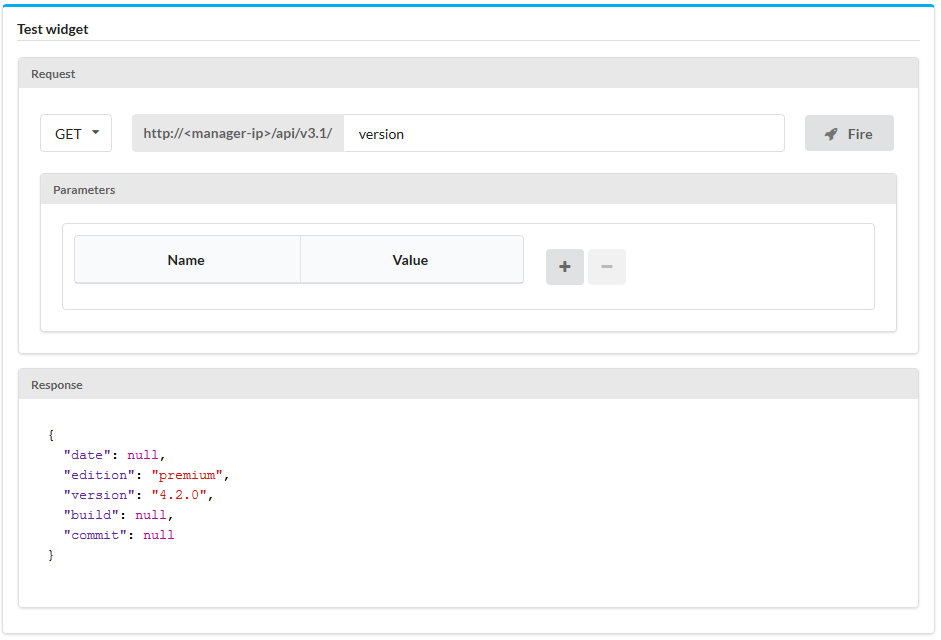 Test widget
Request
GET http://<manager-ip>/api/v3.1/ version Fire
Parameters
Name Value
Response
{
"date": null,
"edition": "premium",
"version": "4.2.0",
"build": null,
"commit": null
}